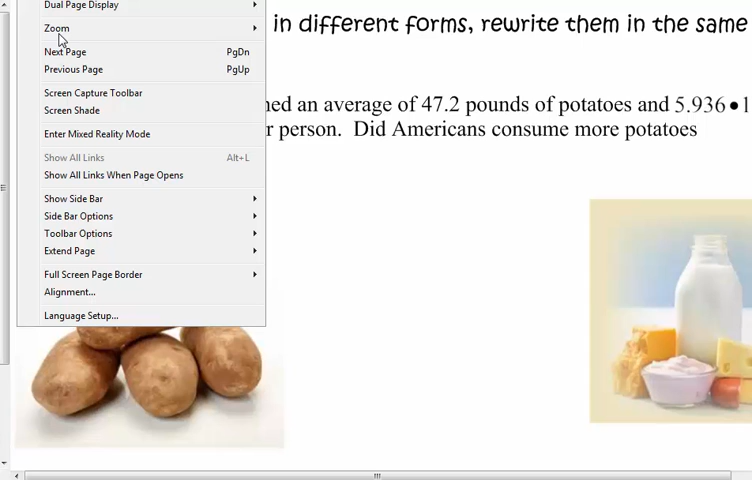 Dual Page Display
Zoom
in different forms, rewrite them in the same
Next Page PgDn
Previous Page PgUp
Screen Capture Toolbar
ned an average of 47.2 pounds of potatoes and 5.936•1
Screen Shade
Enter Mixed Reality Mode
r person. Did Americans consume more potatoes
Show All Links Alt+L
Show All Links When Page Opens
Show Side Bar
Side Bar Options
Toolbar Options
Extend Page
Full Screen Page Border
Alignment...
Language Setup...